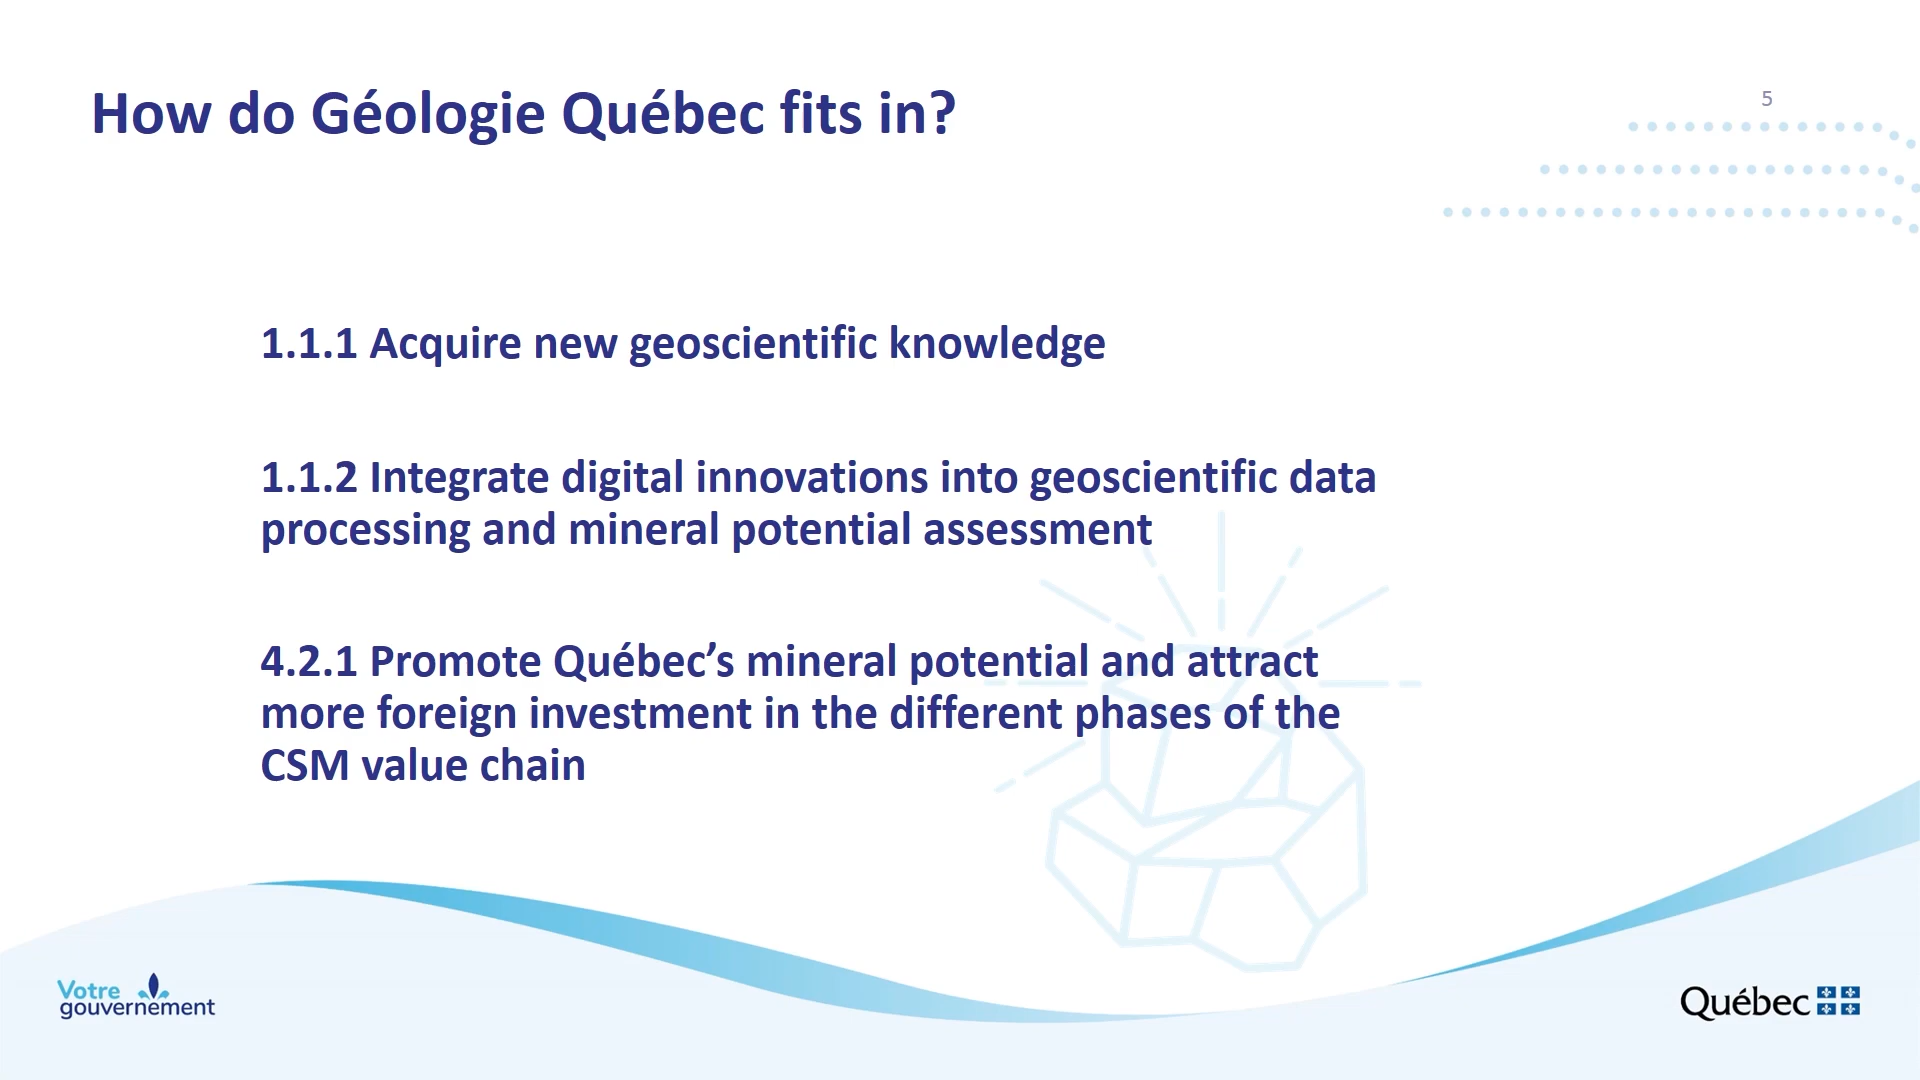 How do Géologie Québec fits in?
5
1.1.1 Acquire new geoscientific knowledge
1.1.2 Integrate digital innovations into geoscientific data
processing and mineral potential assessment
4.2.1 Promote Québec’s mineral potential and attract
more foreign investment in the different phases of the
CSM value chain
Votre
gouvernement
Québec